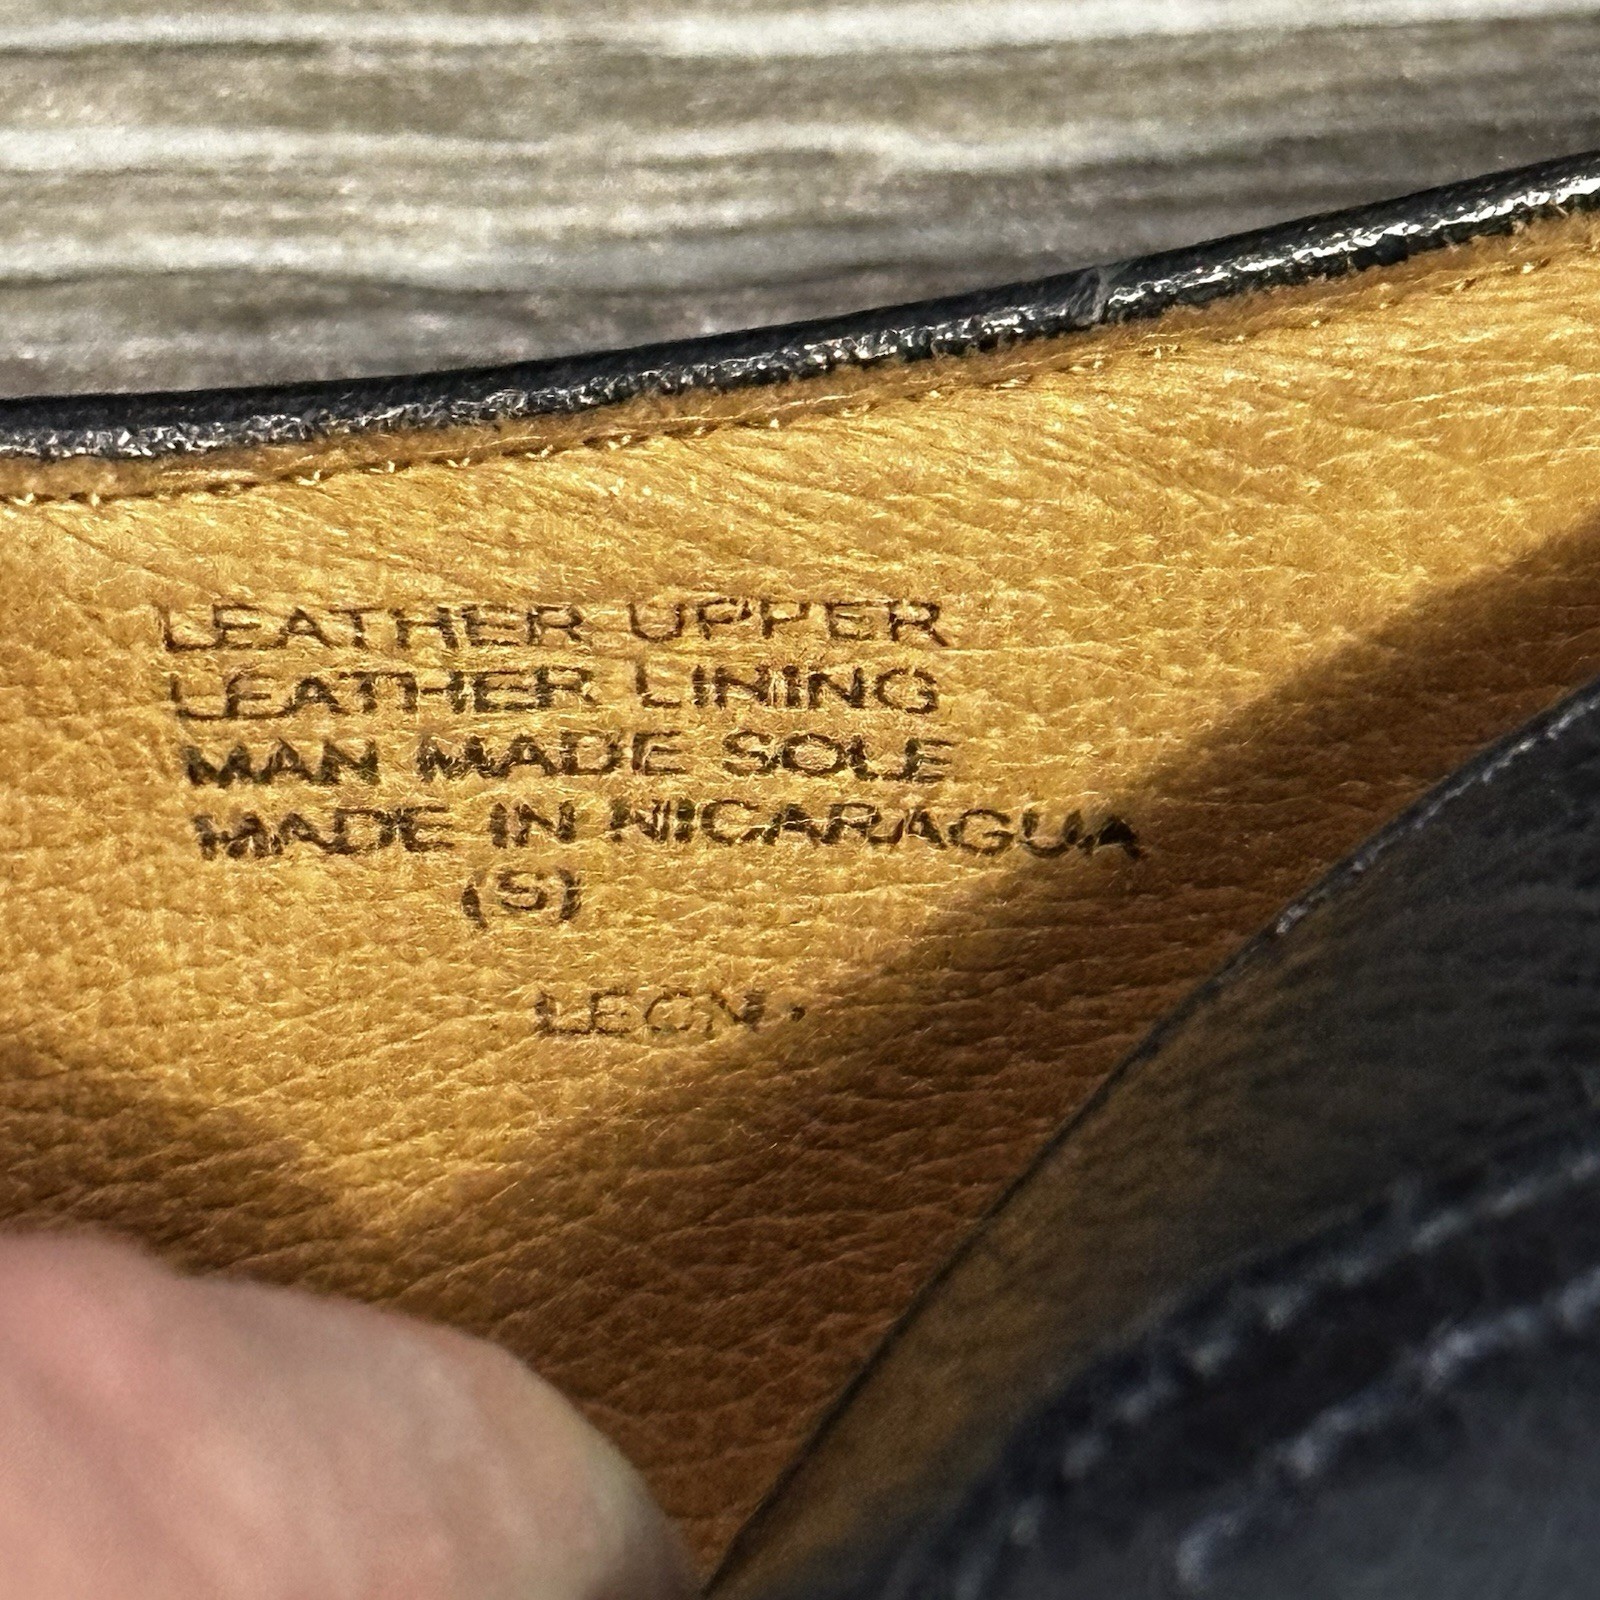 LEATHER UPPER
LEATHER LINING
MAN MADE SOLE
MADE IN NICARAGUA
(S)
LEON.